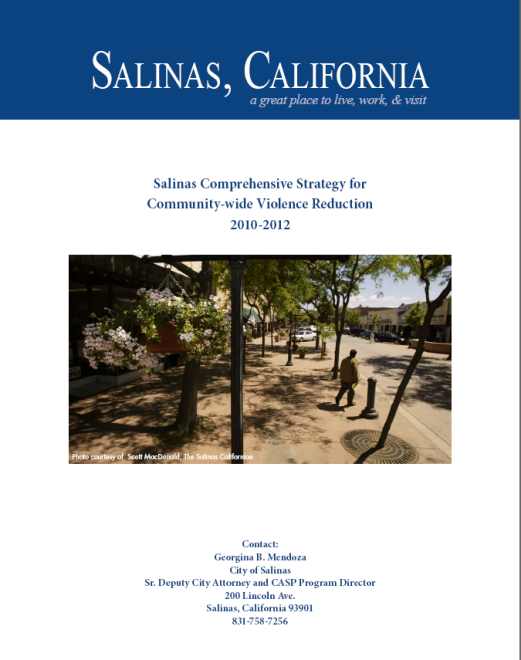 SALINAS, CALIFORNIA
a great place to live, work, & visit
Salinas Comprehensive Strategy for
Community-wide Violence Reduction
2010-2012
Photo courtesy of Scott MacDonald, The Salinas Californian
Contact:
Georgina B. Mendoza
City of Salinas
Sr. Deputy City Attorney and CASP Program Director
200 Lincoln Ave.
Salinas, California 93901
831-758-7256